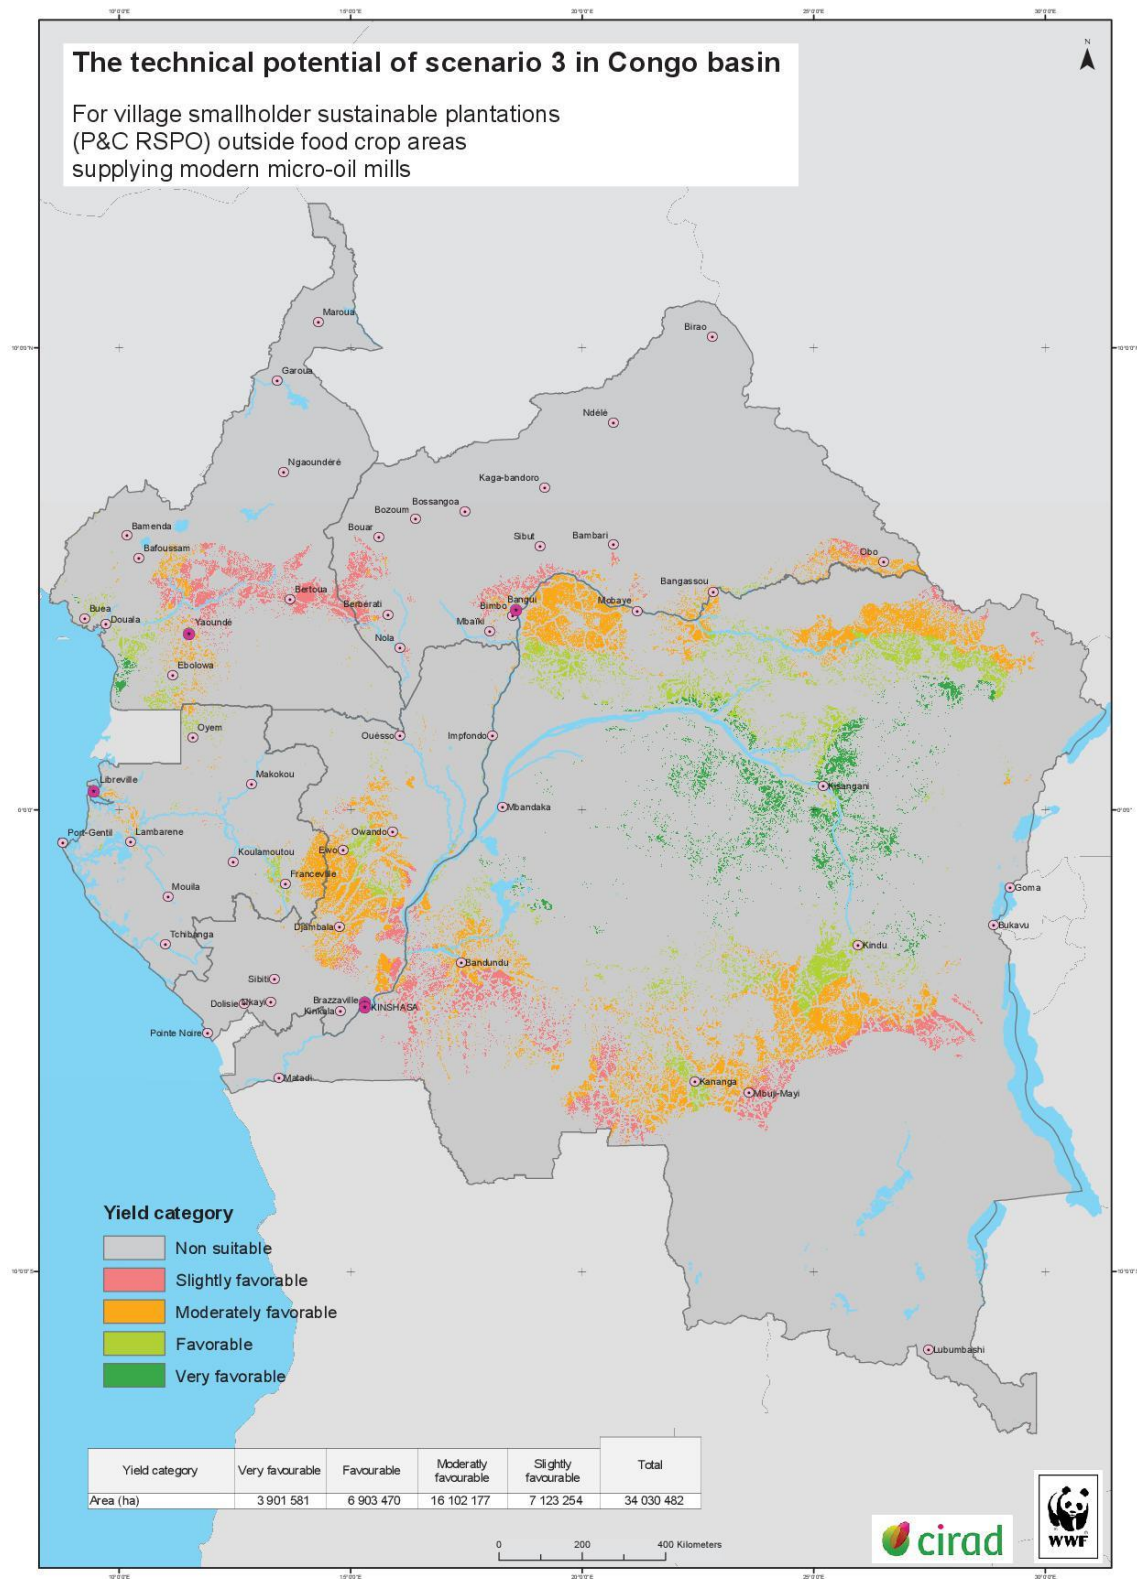 The technical potential of scenario 3 in Congo basin
For village smallholder sustainable plantations
(P&C RSPO) outside food crop areas
supplying modern micro-oil mills
N
Maroua
Birao
Garoua
Ndélé
Ngaoundéré
Kaga-bandoro
Bossangoa
Bozoum
Bamenda
Bouar
Sibut
Bambari
Bafoussam
Obo
Bangassou
Bertoua
Buea
Berbérati
Bangui
Bimbo
Mobaye
Douala
Yaoundé
Mbaïki
Nola
Ebolowa
Oyem
Ouésso
Impfondo
Makokou
Libreville
Kisangani
Mbandaka
Owando
Port-Gentil
Lambarene
Ewo
Koulamoutou
Franceville
Goma
Mouila
Djambala
Bukavu
Tchibanga
Kindu
Bandundu
Sibiti
Dolisie
Nkayi
Brazzaville
KINSHASA
Kinkala
Pointe Noire
Matadi
Kananga
Mbuji-Mayi
Lubumbashi
Yield category
Non suitable
Slightly favorable
Moderately favorable
Favorable
Very favorable
Yield category Very favourable Favourable Moderatly favourable Slightly favourable Total
Area (ha) 3 901 581 6 903 470 16 102 177 7 123 254 34 030 482
0 200 400 Kilometers
cirad
WWF